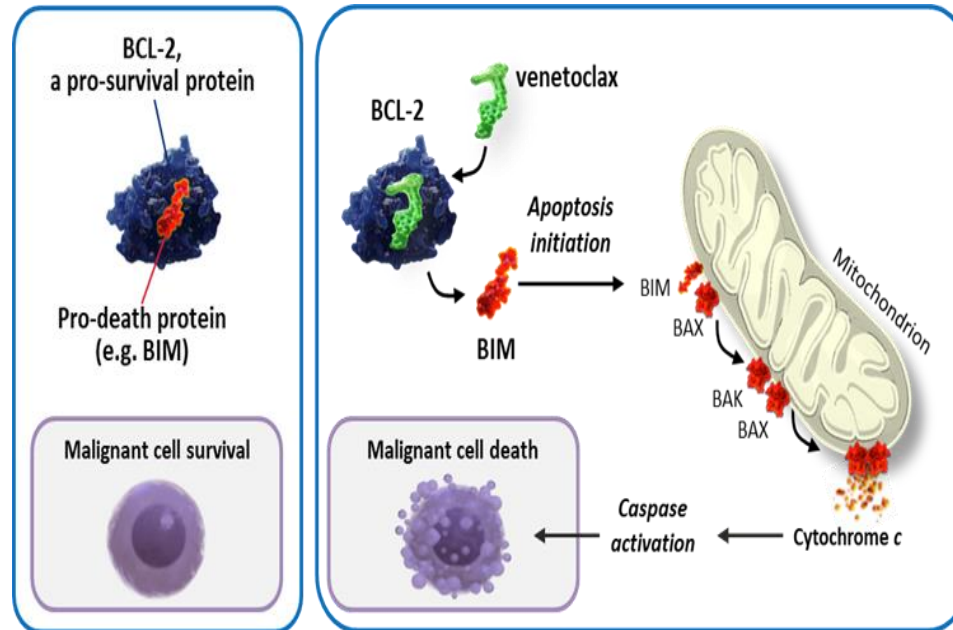 BCL-2,
a pro-survival protein
Pro-death protein
(e.g. BIM)
Malignant cell survival
venetoclax
BCL-2
Apoptosis
initiation
BIM
BIM
BAX
BAK
BAX
Mitochondrion
Cytochrome c
Caspase
activation
Malignant cell death